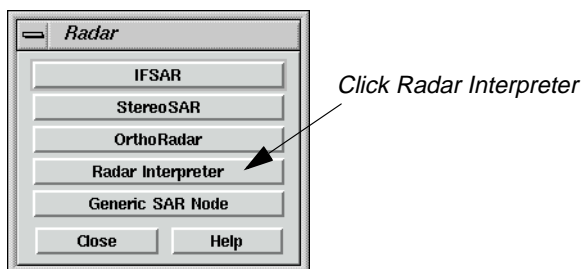 Radar
IFSAR
StereoSAR
OrthoRadar
Radar Interpreter
Generic SAR Node
Close Help
Click Radar Interpreter